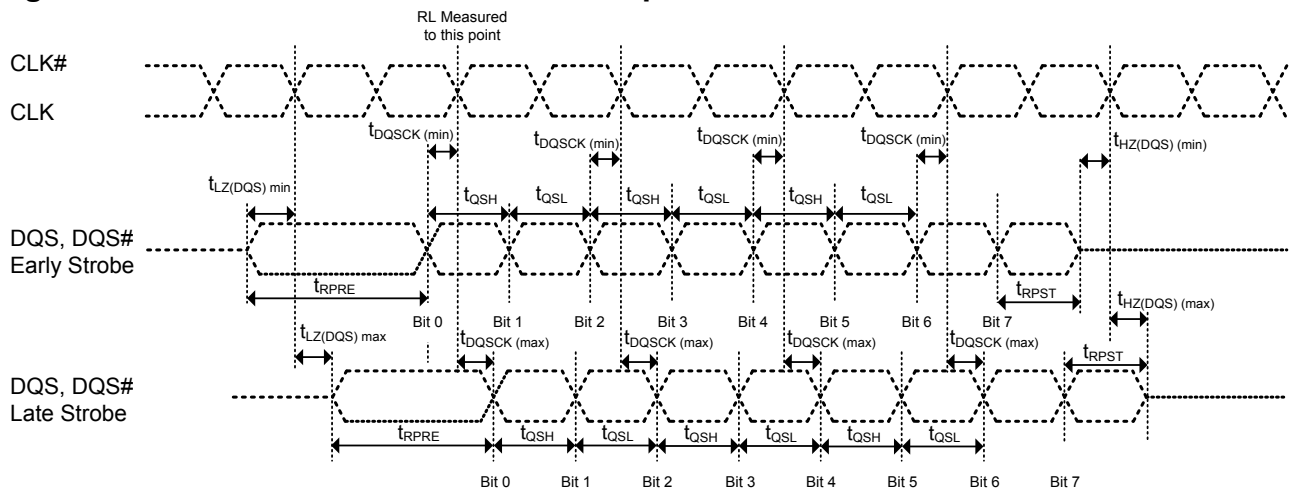 RL Measured
to this point
CLK#
CLK
tDQSCK (min) tDQSCK (min) tDQSCK (min) tDQSCK (min) tHZ(DQS) (min)
tLZ(DQS) min
tQSH tQSL tQSH tQSL tQSH tQSL
DQS, DQS#
Early Strobe
tRPRE tRPST
tHZ(DQS) (max)
Bit 0 Bit 1 Bit 2 Bit 3 Bit 4 Bit 5 Bit 6 Bit 7
tLZ(DQS) max tDQSCK (max) tDQSCK (max) tDQSCK (max) tDQSCK (max) tRPST
DQS, DQS#
Late Strobe
tRPRE tQSH tQSL tQSH tQSL tQSH tQSL
Bit 0 Bit 1 Bit 2 Bit 3 Bit 4 Bit 5 Bit 6 Bit 7